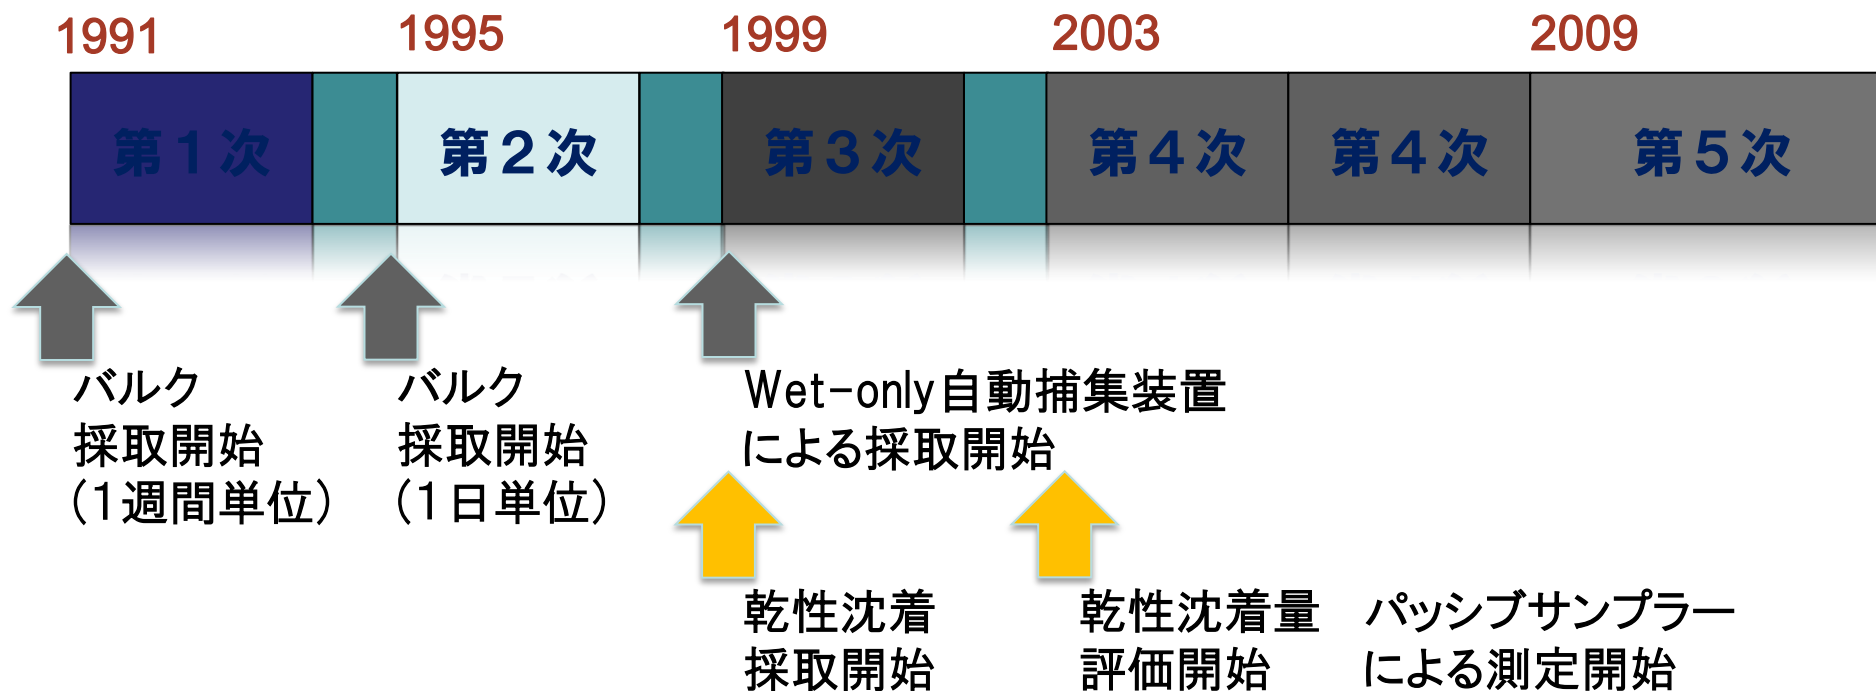 1991
1995
1999
2003
2009
第1次
第2次
第3次
第4次
第4次
第5次
バルク
採取開始
(1週間単位)
バルク
採取開始
(1日単位)
Wet-only自動捕集装置
による採取開始
乾性沈着
採取開始
乾性沈着量
評価開始
パッシブサンプラー
による測定開始